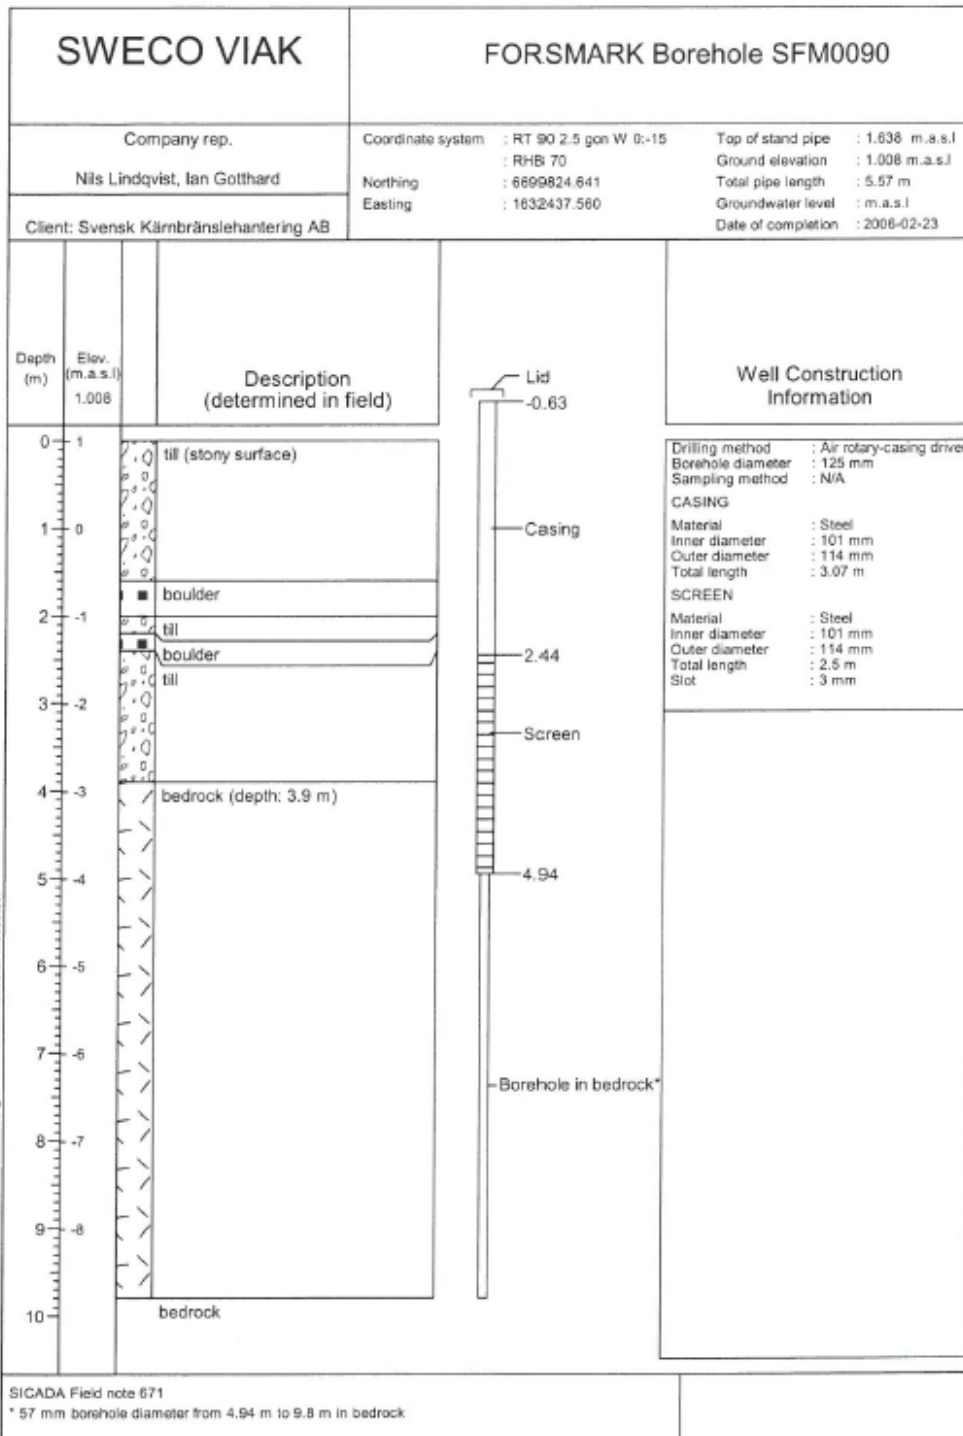 SWECO VIAK
FORSMARK Borehole SFM0090
Company rep.
Nils Lindqvist, Ian Gotthard
Client: Svensk Kärnbränslehantering AB
Coordinate system : RT 90 2.5 gon W 0:-15
: RHB 70
Northing : 6699824.641
Easting : 1632437.560
Top of stand pipe : 1.638 m.a.s.l
Ground elevation : 1.008 m.a.s.l
Total pipe length : 5.57 m
Groundwater level : m.a.s.l
Date of completion : 2006-02-23
Depth
(m)
Elev.
(m.a.s.l)
1.008
Description
(determined in field)
Lid
-0.63
Well Construction
Information
0 1
till (stony surface)
1 0
Casing
boulder
2 -1
till
boulder
2.44
till
3 -2
Screen
4 -3
bedrock (depth: 3.9 m)
5 -4
4.94
6 -5
7 -6
Borehole in bedrock*
8 -7
9 -8
10
bedrock
Drilling method : Air rotary-casing driver
Borehole diameter : 125 mm
Sampling method : N/A
CASING
Material : Steel
Inner diameter : 101 mm
Outer diameter : 114 mm
Total length : 3.07 m
SCREEN
Material : Steel
Inner diameter : 101 mm
Outer diameter : 114 mm
Total length : 2.5 m
Slot : 3 mm
SICADA Field note 671
* 57 mm borehole diameter from 4.94 m to 9.8 m in bedrock